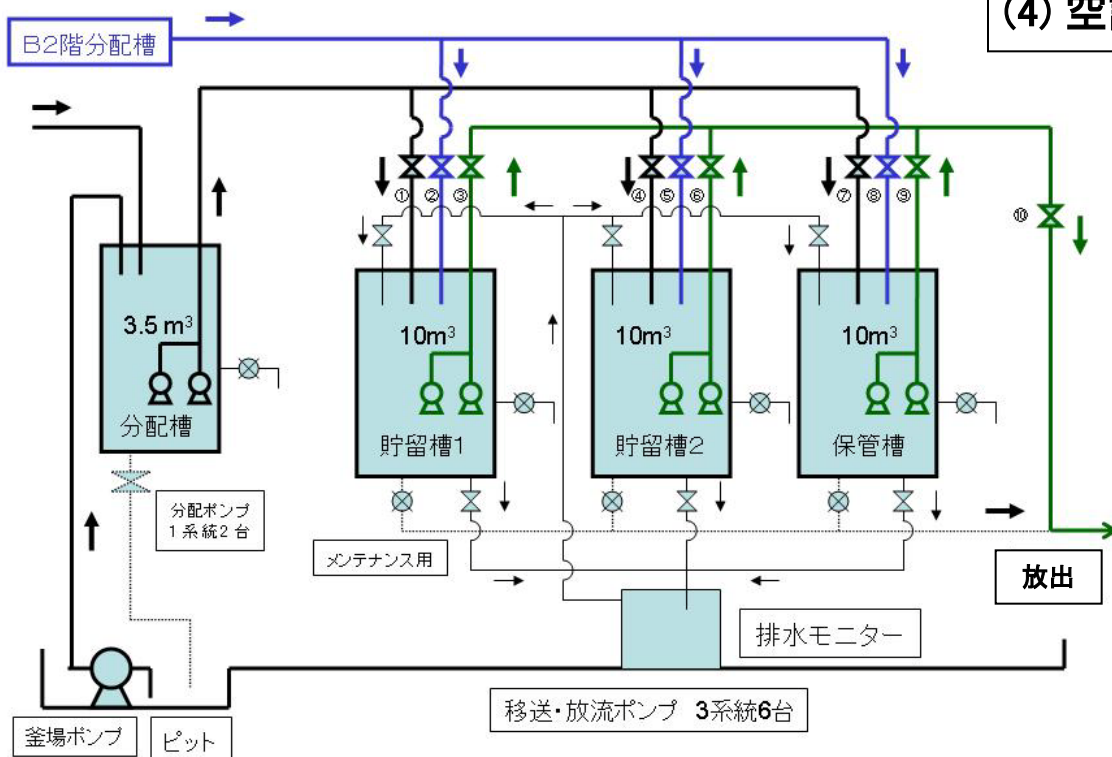 (4) 空
B2階分配槽
①
②
③
④
⑤
⑥
⑦
⑧
⑨
⑩
3.5 m³
10m³
10m³
10m³
分配槽
貯留槽1
貯留槽2
保管槽
分配ポンプ
1系統2台
メンテナンス用
放出
排水モニター
移送・放流ポンプ 3系統6台
釜場ポンプ
ピット